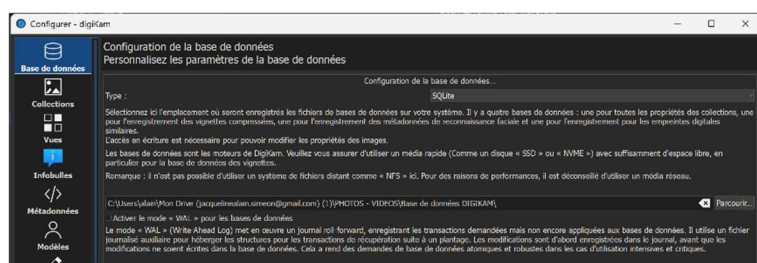 Configurer - digiKam
Configuration de la base de données
Personnalisez les paramètres de la base de données
Base de données
Collections
Vues
Infobulles
Métadonnées
Modèles
Configuration de la base de données...
Type :
SQLite
Sélectionnez ici l'emplacement où seront enregistrés les fichiers de bases de données sur votre système. Il y a quatre bases de données : une pour toutes les propriétés des collections, une
pour l'enregistrement des vignettes compressées, une pour l'enregistrement des métadonnées de reconnaissance faciale et une pour l'enregistrement pour les empreintes digitales
similaires.
L'accès en écriture est nécessaire pour pouvoir modifier les propriétés des images.
Les bases de données sont les moteurs de DigiKam. Veuillez vous assurer d'utiliser un média rapide (Comme un disque « SSD » ou « NVME ») avec suffisamment d'espace libre, en
particulier pour la base de données des vignettes.
Remarque : il n'est pas possible d'utiliser un système de fichiers distant comme « NFS » ici. Pour des raisons de performances, il est déconseillé d'utiliser un média réseau.
C:\Users\alain\Mon Drive (jacquelinealain.simeon@gmail.com) (1)\PHOTOS - VIDEOS\Base de données DIGIKAM\
Parcourir...
Activer le mode « WAL » pour les bases de données
Le mode « WAL » (Write Ahead Log) met en œuvre un journal roll forward, enregistrant les transactions demandées mais non encore appliquées aux bases de données. Il utilise un fichier
journalisé auxiliaire pour héberger les structures pour les transactions de récupération suite à un plantage. Les modifications sont d'abord enregistrées dans le journal, avant que les
modifications ne soient écrites dans la base de données. Cela a rend des demandes de base de données atomiques et robustes dans les cas d'utilisation intensives et critiques.